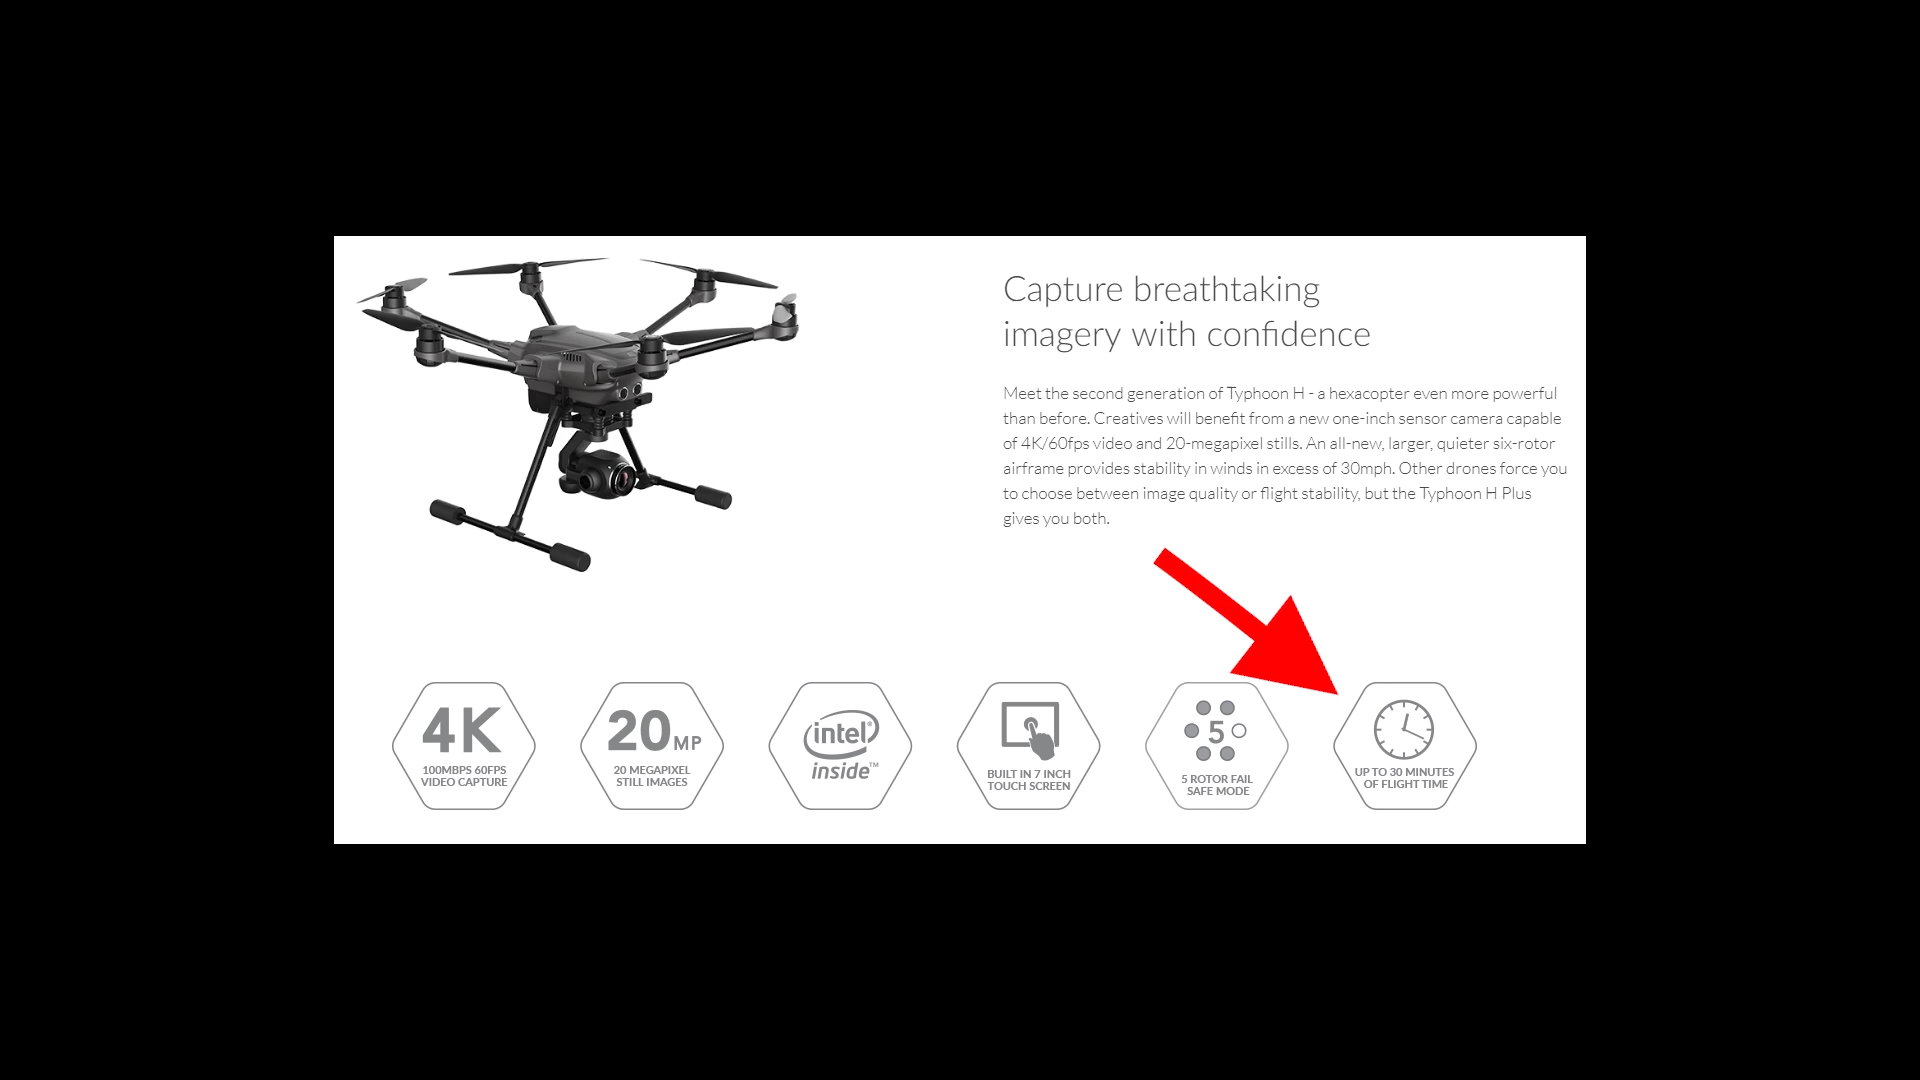 Capture breathtaking
imagery with confidence
Meet the second generation of Typhoon H - a hexacopter even more powerful
than before. Creatives will benefit from a new one-inch sensor camera capable
of 4K/60fps video and 20-megapixel stills. An all-new, larger, quieter six-rotor
airframe provides stability in winds in excess of 30mph. Other drones force you
to choose between image quality or flight stability, but the Typhoon H Plus
gives you both.
4K
100MBPS 60FPS
VIDEO CAPTURE
20MP
20 MEGAPIXEL
STILL IMAGES
intel®
inside™
BUILT IN 7 INCH
TOUCH SCREEN
5
5 ROTOR FAIL
SAFE MODE
UP TO 30 MINUTES
OF FLIGHT TIME